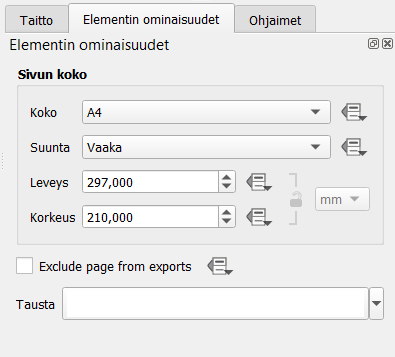 Taitto Elementin ominaisuudet Ohjaimet
Elementin ominaisuudet
Sivun koko
Koko A4
Suunta Vaaka
Leveys 297,000
mm
Korkeus 210,000
Exclude page from exports
Tausta